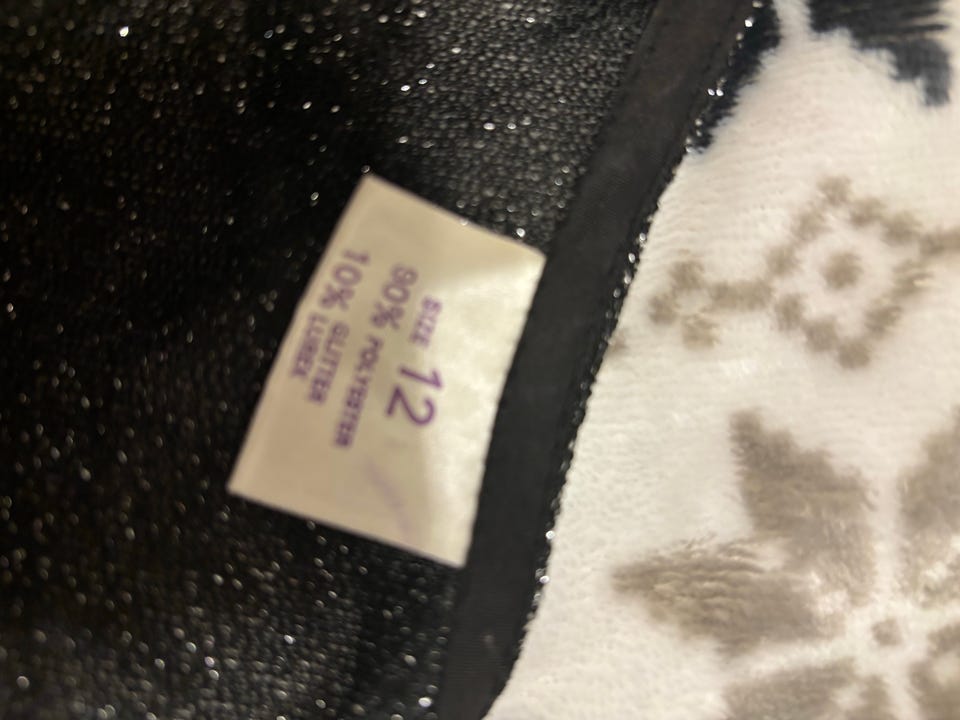 SIZE 12
90% POLYESTER
10% GLITTER
LUREX